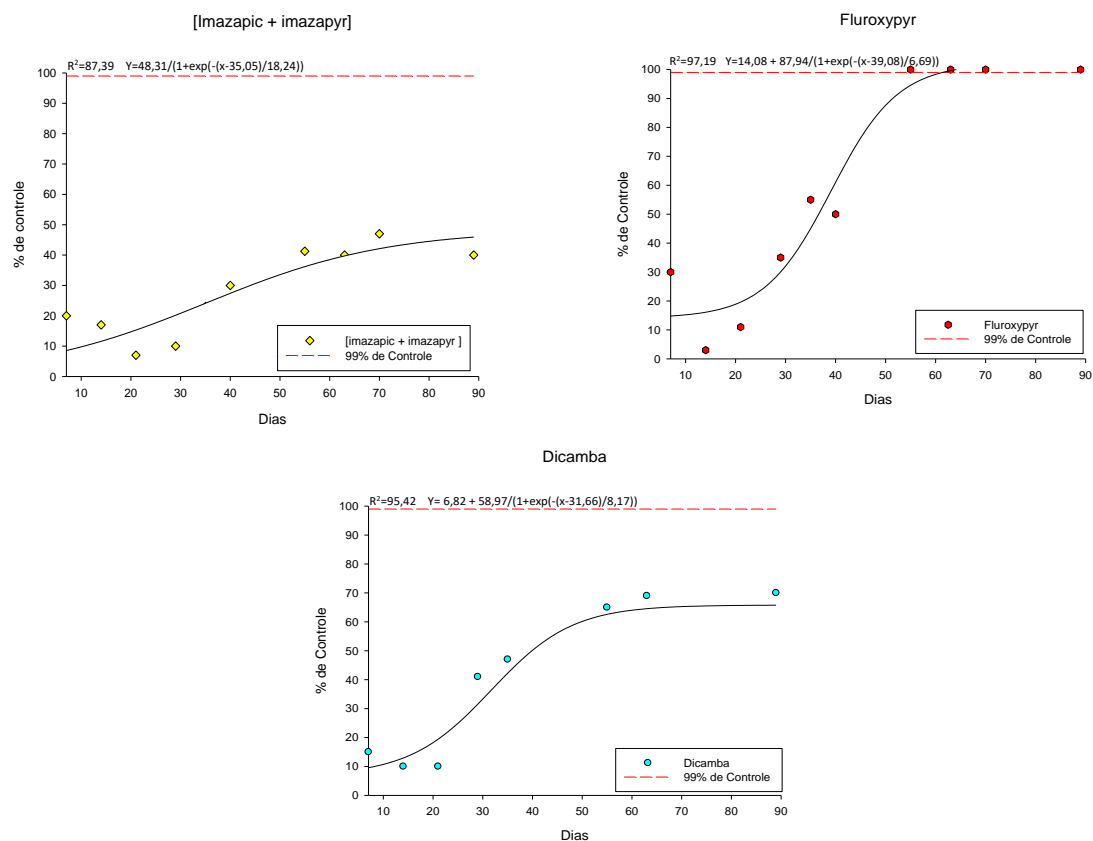 [Imazapic + imazapyr]
R²=87,39 Y=48,31/(1+exp(-(x-35,05)/18,24))
100
90
80
70
60
50
40
30
20
10
0
% de controle
[imazapic + imazapyr ]
99% de Controle
10 20 30 40 50 60 70 80 90
Dias
Fluroxypyr
R²=97,19 Y=14,08 + 87,94/(1+exp(-(x-39,08)/6,69))
100
90
80
70
60
50
40
30
20
10
0
% de Controle
Fluroxypyr
99% de Controle
10 20 30 40 50 60 70 80 90
Dias
Dicamba
R²=95,42 Y= 6,82 + 58,97/(1+exp(-(x-31,66)/8,17))
100
90
80
70
60
50
40
30
20
10
0
% de Controle
Dicamba
99% de Controle
10 20 30 40 50 60 70 80 90
Dias